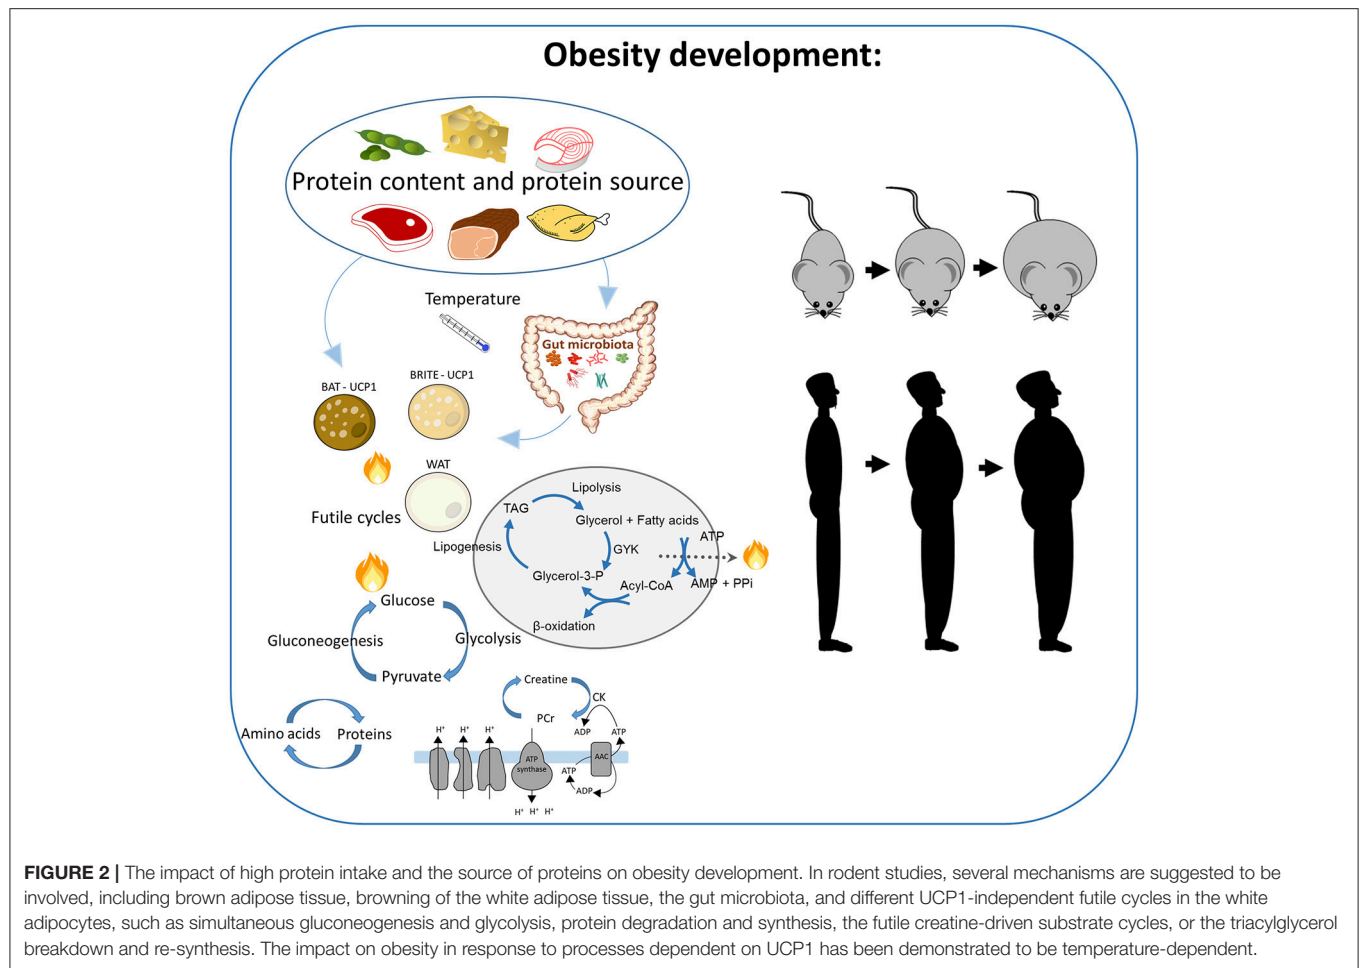 Obesity development:
Protein content and protein source
Temperature
Gut microbiota
BAT - UCP1
BRITE - UCP1
WAT
Futile cycles
Lipolysis
TAG
Glycerol + Fatty acids
ATP
Lipogenesis
GYK
Glycerol-3-P
Acyl-CoA
AMP + PPi
β-oxidation
Glucose
Gluconeogenesis
Glycolysis
Pyruvate
Amino acids
Proteins
Creatine
CK
PCr
ADP
ATP
H⁺ H⁺ H⁺
ATP
synthase
AAC
ATP
ADP
H⁺ H⁺ H⁺
FIGURE 2 | The impact of high protein intake and the source of proteins on obesity development. In rodent studies, several mechanisms are suggested to be
involved, including brown adipose tissue, browning of the white adipose tissue, the gut microbiota, and different UCP1-independent futile cycles in the white
adipocytes, such as simultaneous gluconeogenesis and glycolysis, protein degradation and synthesis, the futile creatine-driven substrate cycles, or the triacylglycerol
breakdown and re-synthesis. The impact on obesity in response to processes dependent on UCP1 has been demonstrated to be temperature-dependent.